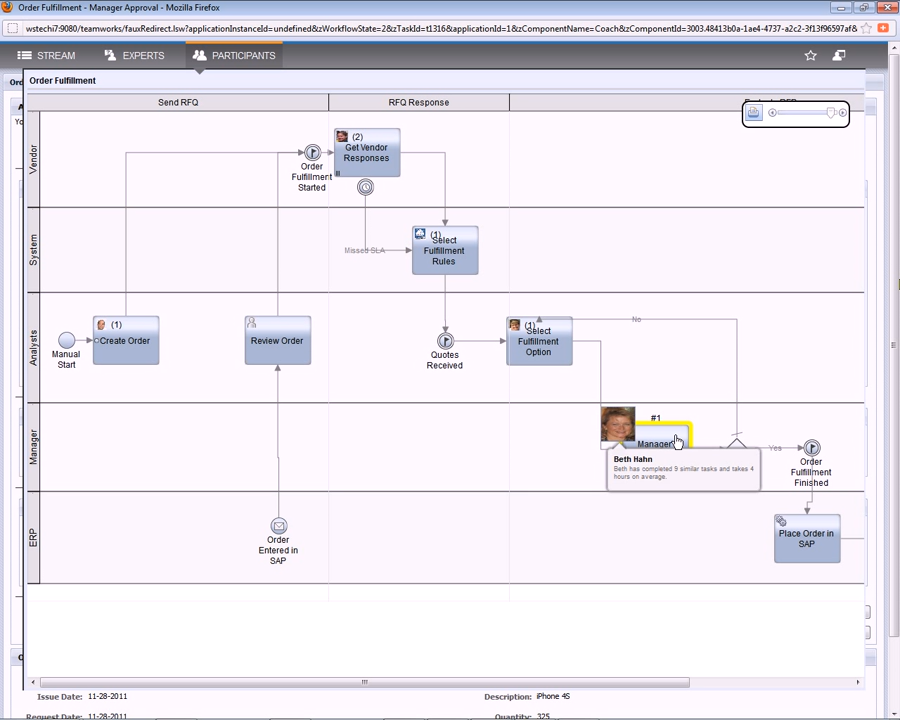 Order Fulfillment - Manager Approval - Mozilla Firefox
wstechi7:9080/teamworks/fauxRedirect.lsw?applicationInstanceId=undefined&zWorkflowState=2&zTaskId=t1316&applicationId=1&zComponentName=Coach&zComponentId=3003.48413b0a-1ae4-4737-a2c2-3f13f96597af&
STREAM EXPERTS PARTICIPANTS
Order Fulfillment
Send RFQ RFQ Response
Vendor
(2)
Get Vendor
Responses
Order
Fulfillment
Started
System
Missed SLA
(1)
Select
Fulfillment
Rules
Analysts
Manual
Start
(1)
Create Order
Review Order
Quotes
Received
(1)
Select
Fulfillment
Option
No
Manager
#1
Manager
Beth Hahn
Beth has completed 9 similar tasks and takes 4
hours on average.
Yes
Order
Fulfillment
Finished
ERP
Order
Entered in
SAP
Place Order in
SAP
Issue Date: 11-28-2011 Description: iPhone 4S
Request Date: 11-28-2011 Quantity: 325